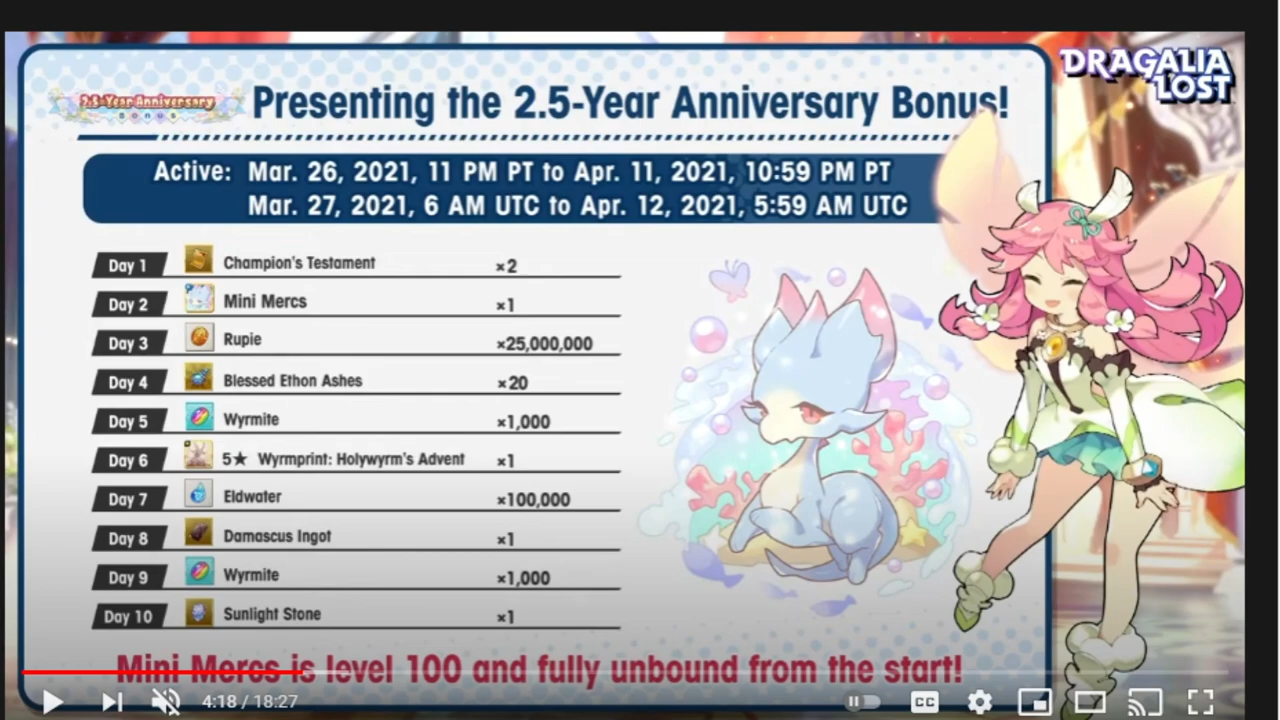 DRAGALIA
LOST
2.5-Year Anniversary
BONUS
Presenting the 2.5-Year Anniversary Bonus!
Active: Mar. 26, 2021, 11 PM PT to Apr. 11, 2021, 10:59 PM PT
Mar. 27, 2021, 6 AM UTC to Apr. 12, 2021, 5:59 AM UTC
Day 1 Champion's Testament ×2
Day 2 Mini Mercs ×1
Day 3 Rupie ×25,000,000
Day 4 Blessed Ethon Ashes ×20
Day 5 Wyrmite ×1,000
Day 6 5★ Wyrmprint: Holywyrm's Advent ×1
Day 7 Eldwater ×100,000
Day 8 Damascus Ingot ×1
Day 9 Wyrmite ×1,000
Day 10 Sunlight Stone ×1
Mini Mercs is level 100 and fully unbound from the start!
4:18 / 18:27
CC